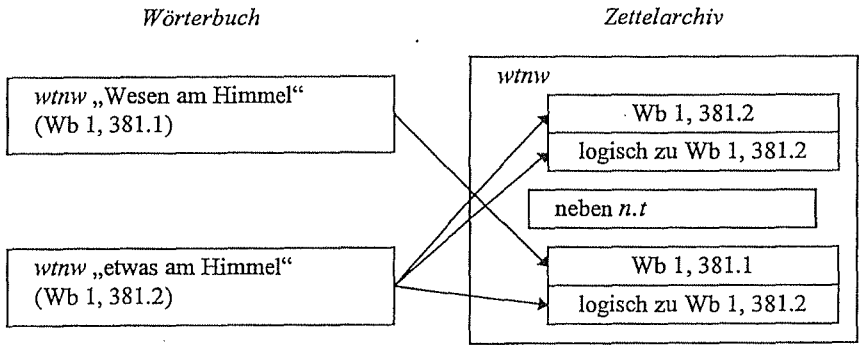 Wörterbuch
Zettelarchiv
wtnw „Wesen am Himmel“
(Wb 1, 381.1)
wtnw „etwas am Himmel“
(Wb 1, 381.2)
wtnw
Wb 1, 381.2
logisch zu Wb 1, 381.2
neben n.t
Wb 1, 381.1
logisch zu Wb 1, 381.2